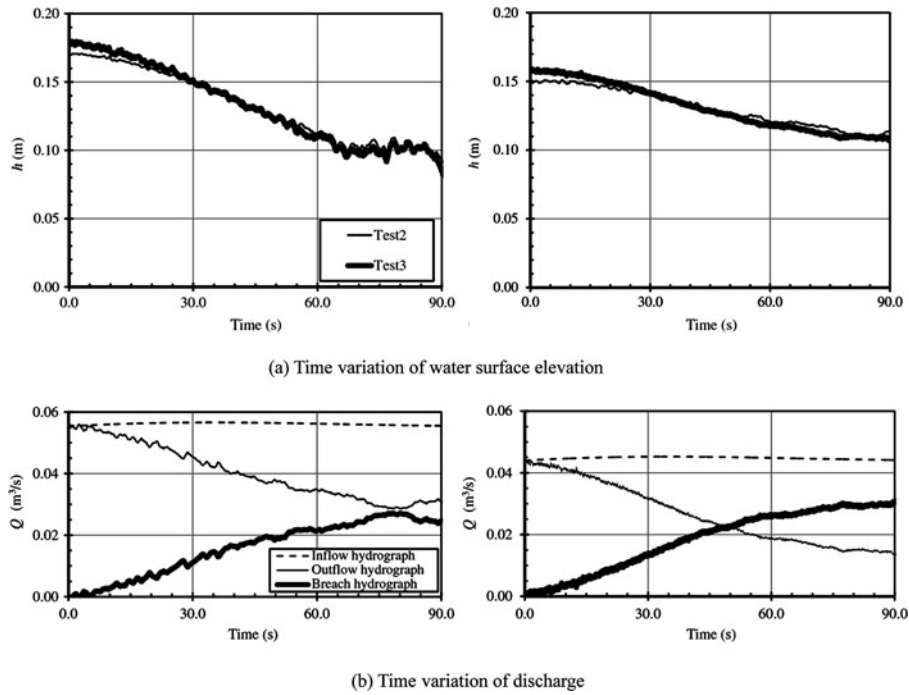 0.20
0.15
0.10
0.05
0.00
h (m)
0.0 30.0 60.0 90.0
Time (s)
Test2
Test3
0.20
0.15
0.10
0.05
0.00
h (m)
0.0 30.0 60.0 90.0
Time (s)
(a) Time variation of water surface elevation
0.06
0.04
0.02
0.00
Q (m³/s)
0.0 30.0 60.0 90.0
Time (s)
Inflow hydrograph
Outflow hydrograph
Breach hydrograph
0.06
0.04
0.02
0.00
Q (m³/s)
0.0 30.0 60.0 90.0
Time (s)
(b) Time variation of discharge